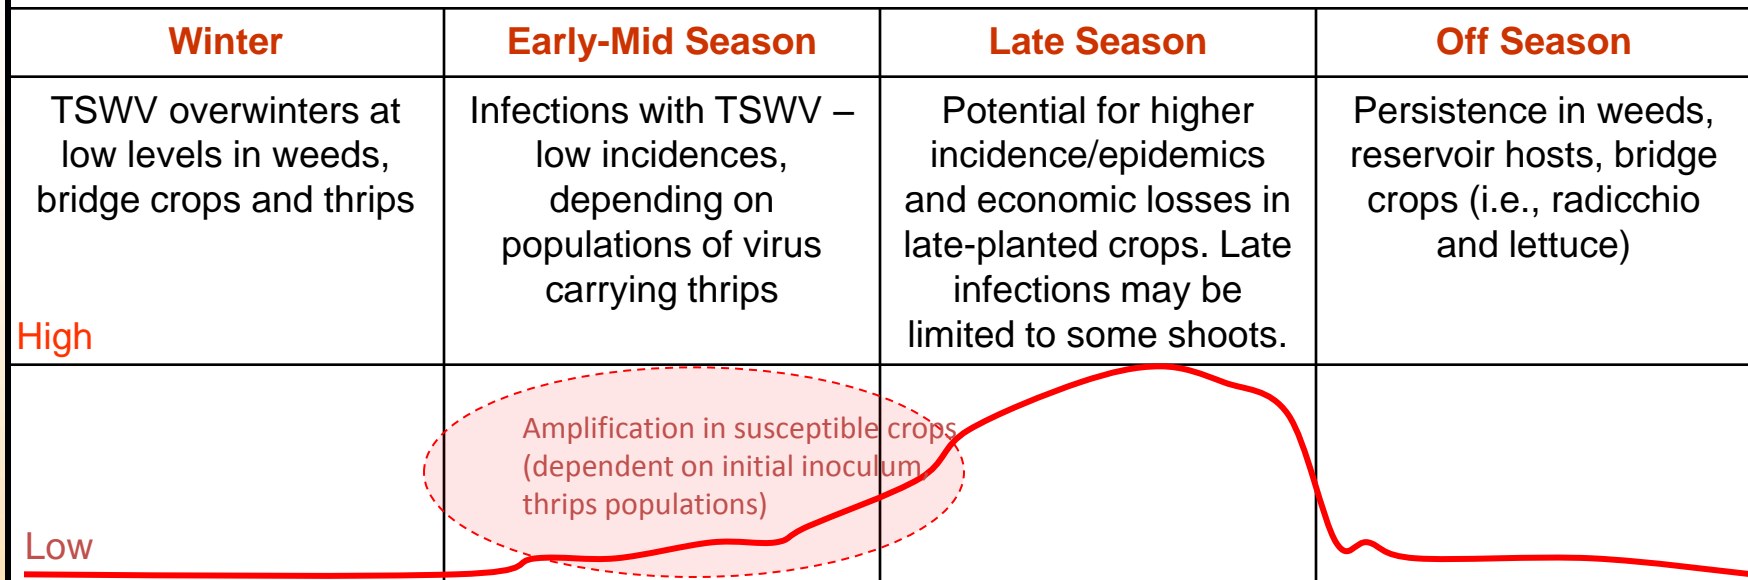 Winter
Early-Mid Season
Late Season
Off Season
TSWV overwinters at
low levels in weeds,
bridge crops and thrips
Infections with TSWV –
low incidences,
depending on
populations of virus
carrying thrips
Potential for higher
incidence/epidemics
and economic losses in
late-planted crops. Late
infections may be
limited to some shoots.
Persistence in weeds,
reservoir hosts, bridge
crops (i.e., radicchio
and lettuce)
High
Amplification in susceptible crops
(dependent on initial inoculum,
thrips populations)
Low